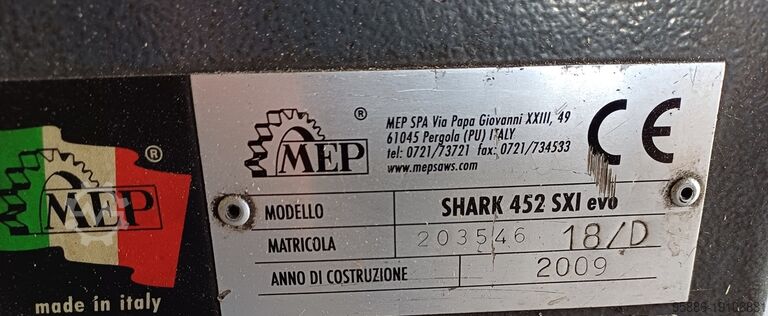 MEP
®
made in italy
MEP
®
MEP SPA Via Papa Giovanni XXIII, 49
61045 Pergola (PU) ITALY
tel: 0721/73721 fax: 0721/734533
www.mepsaws.com
CE
MODELLO SHARK 452 SXI evo
MATRICOLA 203546 18/D
ANNO DI COSTRUZIONE 2009